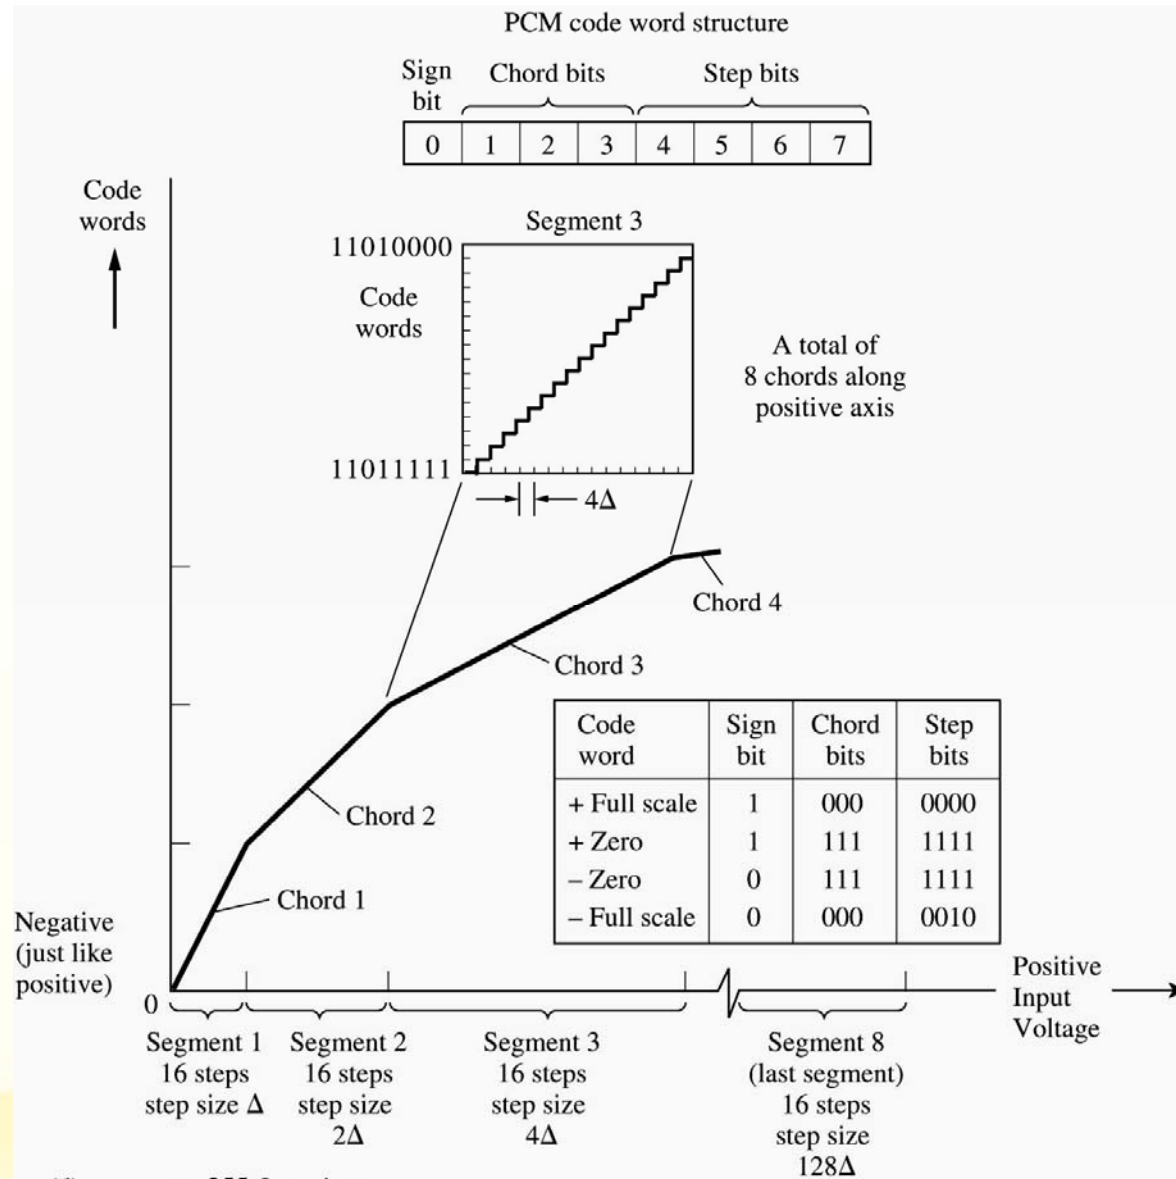 PCM code word structure
Sign bit
Chord bits
Step bits
0 1 2 3 4 5 6 7
Code
words
Segment 3
11010000
Code
words
11011111
4Δ
A total of
8 chords along
positive axis
Chord 4
Chord 3
Chord 2
Chord 1
Code word Sign bit Chord bits Step bits
+ Full scale 1 000 0000
+ Zero 1 111 1111
– Zero 0 111 1111
– Full scale 0 000 0010
Negative
(just like
positive)
0
Positive
Input
Voltage
Segment 1
16 steps
step size Δ
Segment 2
16 steps
step size
2Δ
Segment 3
16 steps
step size
4Δ
Segment 8
(last segment)
16 steps
step size
128Δ